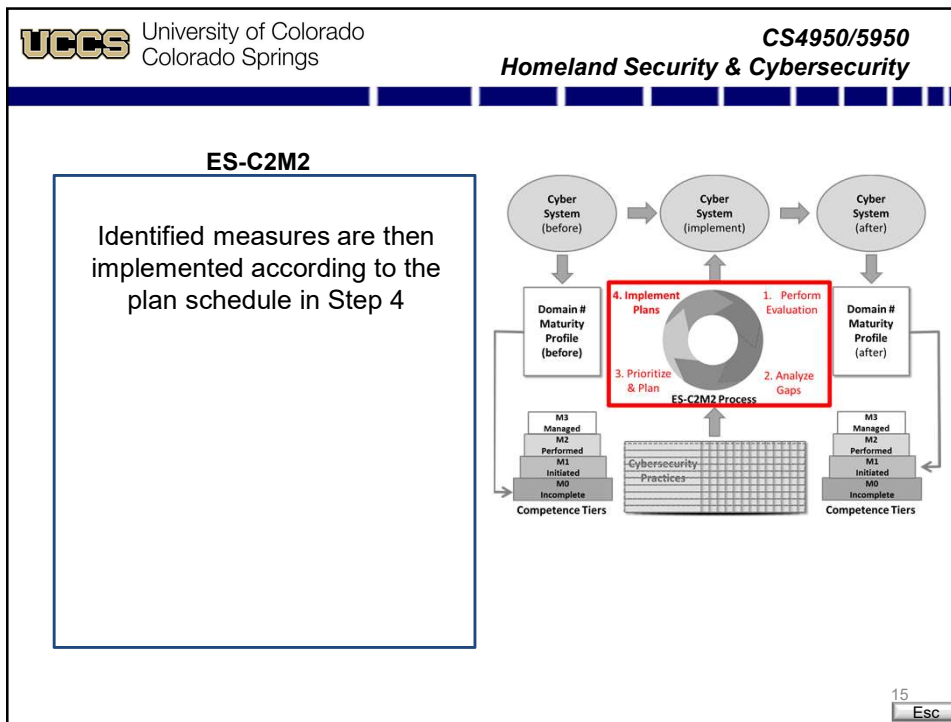 UCCS University of Colorado
Colorado Springs
CS4950/5950
Homeland Security & Cybersecurity
ES-C2M2
Identified measures are then
implemented according to the
plan schedule in Step 4
Cyber
System
(before)
Cyber
System
(implement)
Cyber
System
(after)
Domain #
Maturity
Profile
(before)
4. Implement
Plans
1. Perform
Evaluation
3. Prioritize
& Plan
2. Analyze
Gaps
ES-C2M2 Process
Domain #
Maturity
Profile
(after)
M3
Managed
M2
Performed
M1
Initiated
M0
Incomplete
Competence Tiers
Cybersecurity
Practices
M3
Managed
M2
Performed
M1
Initiated
M0
Incomplete
Competence Tiers
15
Esc